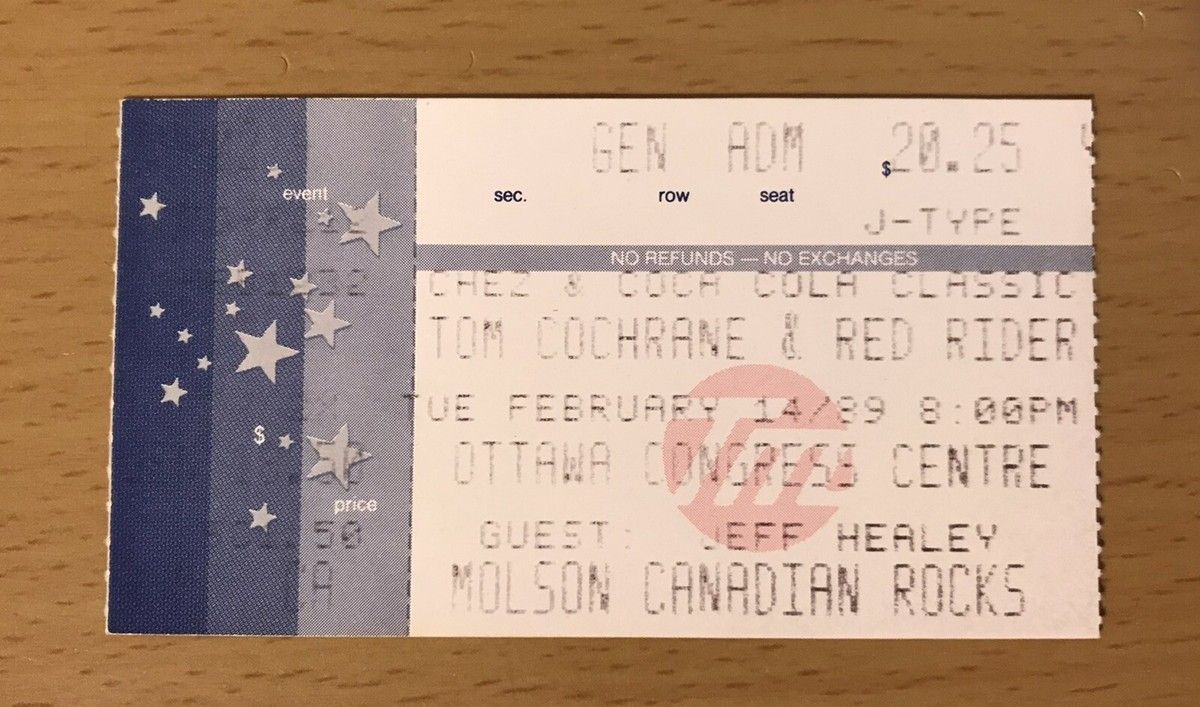 GEN ADM $20.25
event sec. row seat
J-TYPE
NO REFUNDS — NO EXCHANGES
CHEZ & COCA COLA CLASSIC
TOM COCHRANE & RED RIDER
TUE FEBRUARY 14/89 8:00PM
$
OTTAWA CONGRESS CENTRE
price
GUEST: JEFF HEALEY
MOLSON CANADIAN ROCKS